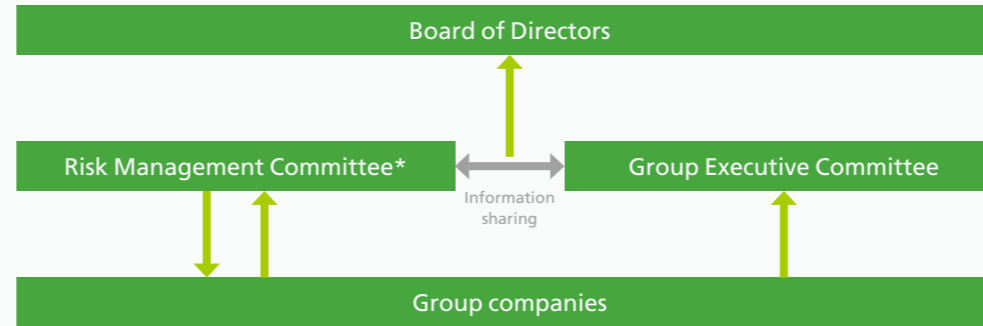 Board of Directors
Risk Management Committee*
Group Executive Committee
Information
sharing
Group companies